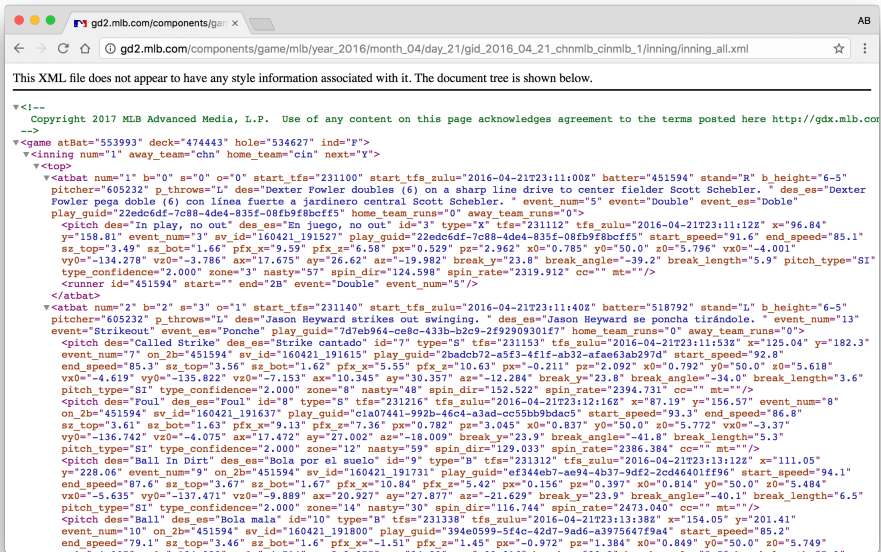 gd2.mlb.com/components/gam
AB
gd2.mlb.com/components/game/mlb/year_2016/month_04/day_21/gid_2016_04_21_chnmlb_cinmlb_1/inning/inning_all.xml
This XML file does not appear to have any style information associated with it. The document tree is shown below.
▼<!--
Copyright 2017 MLB Advanced Media, L.P.  Use of any content on this page acknowledges agreement to the terms posted here http://gdx.mlb.com
-->
▼<game atBat="553993" deck="474443" hole="534627" ind="F">
▼<inning num="1" away_team="chn" home_team="cin" next="Y">
▼<top>
▼<atbat num="1" b="0" s="0" o="0" start_tfs="231100" start_tfs_zulu="2016-04-21T23:11:00Z" batter="451594" stand="R" b_height="6-5"
pitcher="605232" p_throws="L" des="Dexter Fowler doubles (6) on a sharp line drive to center fielder Scott Schebler. " des_es="Dexter
Fowler pega doble (6) con línea fuerte a jardinero central Scott Schebler. " event_num="5" event="Double" event_es="Doble"
play_guid="22edc6df-7c88-4de4-835f-08fb9f8bcff5" home_team_runs="0" away_team_runs="0">
<pitch des="In play, no out" des_es="En juego, no out" id="3" type="X" tfs="231112" tfs_zulu="2016-04-21T23:11:12Z" x="96.84"
y="158.81" event_num="3" sv_id="160421_191527" play_guid="22edc6df-7c88-4de4-835f-08fb9f8bcff5" start_speed="91.6" end_speed="85.1"
sz_top="3.49" sz_bot="1.66" pfx_x="9.59" pfx_z="6.58" px="0.529" pz="2.962" x0="0.785" y0="50.0" z0="5.796" vx0="-4.001"
vy0="-134.278" vz0="-3.786" ax="17.675" ay="26.62" az="-19.982" break_y="23.8" break_angle="-39.2" break_length="5.9" pitch_type="SI"
type_confidence="2.000" zone="3" nasty="57" spin_dir="124.598" spin_rate="2319.912" cc="" mt=""/>
<runner id="451594" start="" end="2B" event="Double" event_num="5"/>
</atbat>
▼<atbat num="2" b="2" s="3" o="1" start_tfs="231140" start_tfs_zulu="2016-04-21T23:11:40Z" batter="518792" stand="L" b_height="6-5"
pitcher="605232" p_throws="L" des="Jason Heyward strikes out swinging. " des_es="Jason Heyward se poncha tirándole. " event_num="13"
event="Strikeout" event_es="Ponche" play_guid="7d7eb964-ce8c-433b-b2c9-2f92909301f7" home_team_runs="0" away_team_runs="0">
<pitch des="Called Strike" des_es="Strike cantado" id="7" type="S" tfs="231153" tfs_zulu="2016-04-21T23:11:53Z" x="125.04" y="182.3"
event_num="7" on_2b="451594" sv_id="160421_191615" play_guid="2badcb72-a5f3-4f1f-ab32-afae63ab297d" start_speed="92.8"
end_speed="85.3" sz_top="3.56" sz_bot="1.62" pfx_x="5.55" pfx_z="10.63" px="-0.211" pz="2.092" x0="0.792" y0="50.0" z0="5.618"
vx0="-4.619" vy0="-135.822" vz0="-7.153" ax="10.345" ay="30.357" az="-12.284" break_y="23.8" break_angle="-34.0" break_length="3.6"
pitch_type="SI" type_confidence="2.000" zone="8" nasty="48" spin_dir="152.522" spin_rate="2394.731" cc="" mt=""/>
<pitch des="Foul" des_es="Foul" id="8" type="S" tfs="231216" tfs_zulu="2016-04-21T23:12:16Z" x="87.19" y="156.57" event_num="8"
on_2b="451594" sv_id="160421_191637" play_guid="c1a07441-992b-46c4-a3ad-cc55bb9bdac5" start_speed="93.3" end_speed="86.8"
sz_top="3.61" sz_bot="1.63" pfx_x="9.13" pfx_z="7.36" px="0.782" pz="3.045" x0="0.837" y0="50.0" z0="5.772" vx0="-3.37"
vy0="-136.742" vz0="-4.075" ax="17.472" ay="27.002" az="-18.009" break_y="23.9" break_angle="-41.8" break_length="5.3"
pitch_type="SI" type_confidence="2.000" zone="12" nasty="59" spin_dir="129.033" spin_rate="2386.384" cc="" mt=""/>
<pitch des="Ball In Dirt" des_es="Bola por el suelo" id="9" type="B" tfs="231312" tfs_zulu="2016-04-21T23:13:12Z" x="111.05"
y="228.06" event_num="9" on_2b="451594" sv_id="160421_191731" play_guid="ef344eb7-ae94-4b37-9df2-2cd46401ff96" start_speed="94.1"
end_speed="87.6" sz_top="3.67" sz_bot="1.67" pfx_x="10.84" pfx_z="5.42" px="0.156" pz="0.397" x0="0.814" y0="50.0" z0="5.484"
vx0="-5.635" vy0="-137.471" vz0="-9.889" ax="20.927" ay="27.877" az="-21.629" break_y="23.9" break_angle="-40.1" break_length="6.5"
pitch_type="SI" type_confidence="2.000" zone="14" nasty="30" spin_dir="116.744" spin_rate="2473.040" cc="" mt=""/>
<pitch des="Ball" des_es="Bola mala" id="10" type="B" tfs="231338" tfs_zulu="2016-04-21T23:13:38Z" x="154.05" y="201.41"
event_num="10" on_2b="451594" sv_id="160421_191800" play_guid="394e0599-5f4c-42d7-9ad6-a3975647f9a4" start_speed="85.2"
end_speed="79.1" sz_top="3.46" sz_bot="1.6" pfx_x="-1.51" pfx_z="1.45" px="-0.972" pz="1.384" x0="0.849" y0="50.0" z0="5.75"